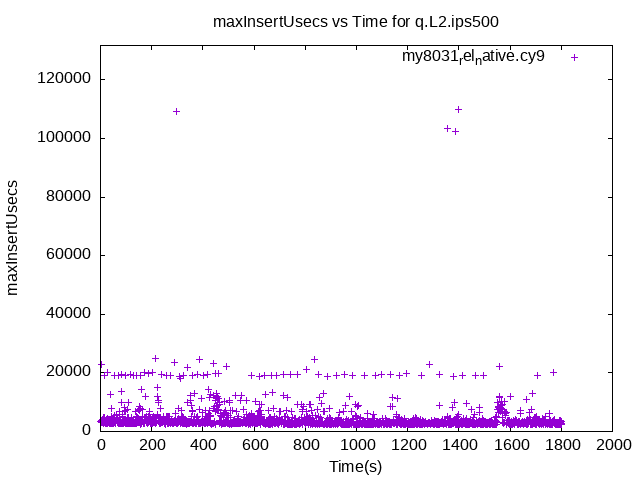 maxInsertUsecs vs Time for q.L2.ips500
my8031relnative.cy9
120000
100000
80000
60000
40000
20000
0
maxInsertUsecs
0 200 400 600 800 1000 1200 1400 1600 1800 2000
Time(s)